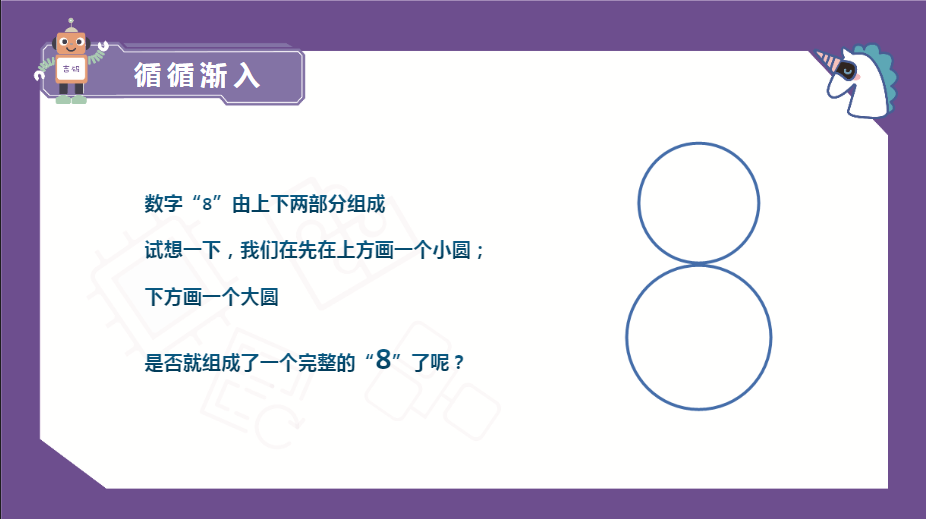 循循渐入
数字“8”由上下两部分组成
试想一下，我们在先在上方画一个小圆；
下方画一个大圆
是否就组成了一个完整的“8”了呢？